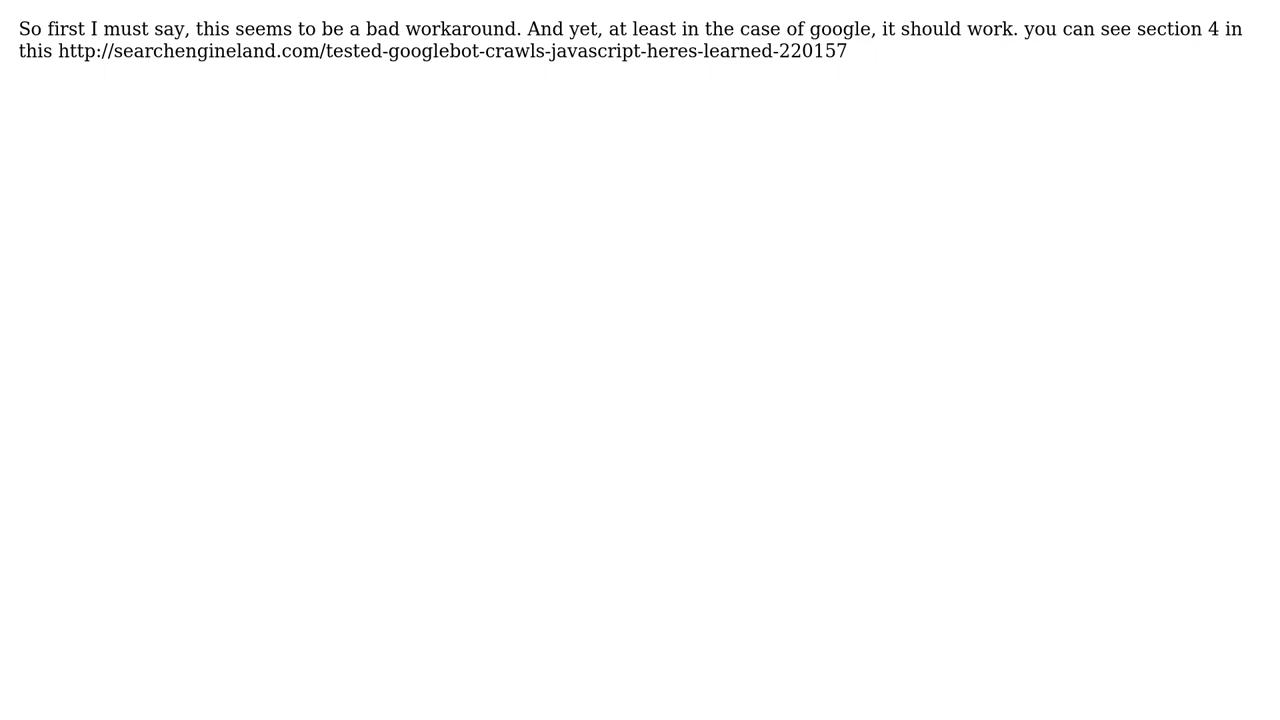 So first I must say, this seems to be a bad workaround. And yet, at least in the case of google, it should work. you can see section 4 in
this http://searchengineland.com/tested-googlebot-crawls-javascript-heres-learned-220157